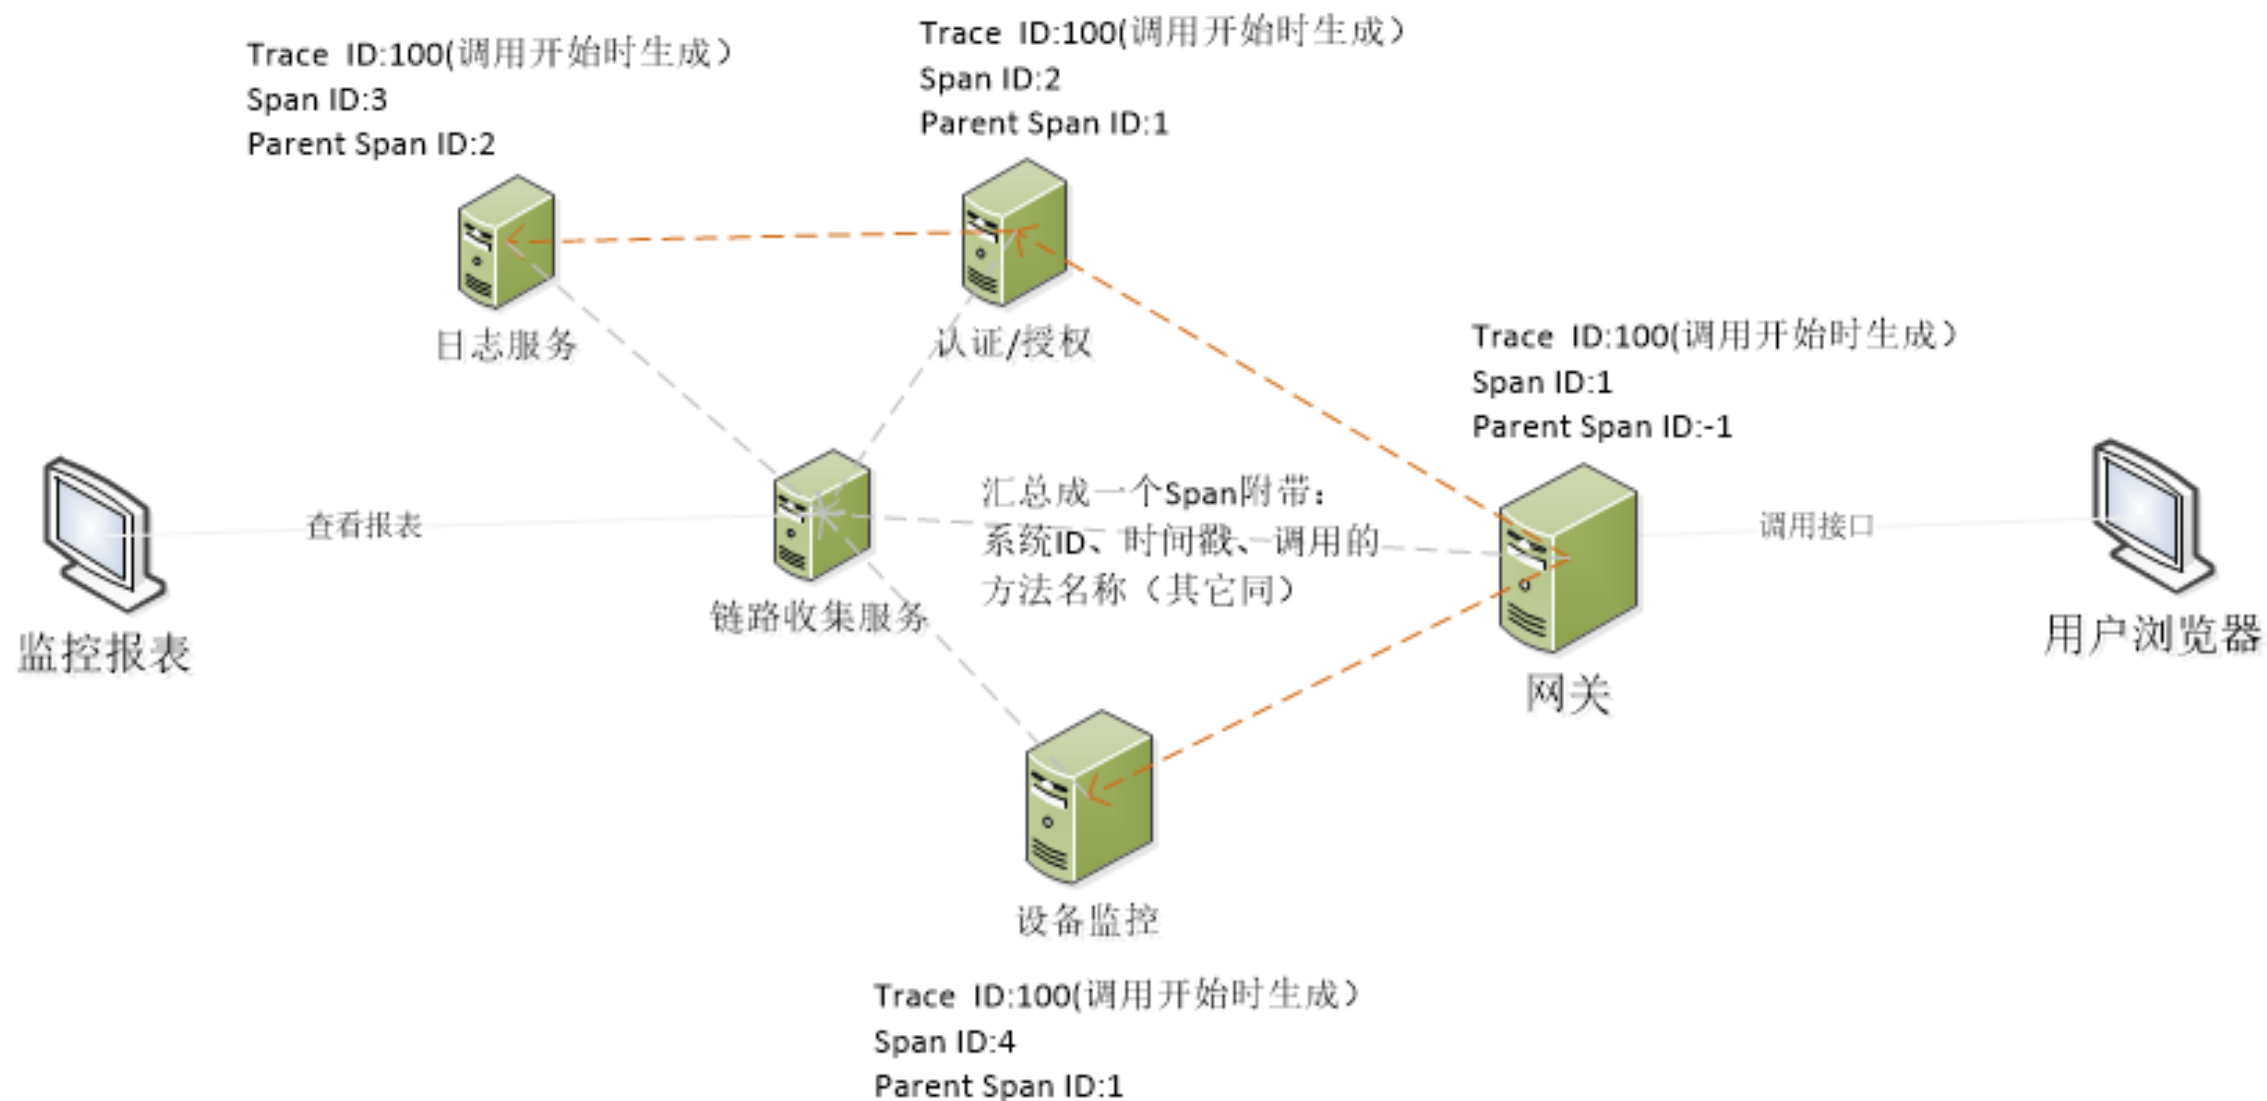 Trace ID:100(调用开始时生成）
Span ID:3
Parent Span ID:2
Trace ID:100(调用开始时生成）
Span ID:2
Parent Span ID:1
日志服务
认证/授权
Trace ID:100(调用开始时生成）
Span ID:1
Parent Span ID:-1
查看报表
汇总成一个Span附带：
系统ID、时间戳、调用的
方法名称（其它同）
调用接口
监控报表
链路收集服务
网关
用户浏览器
设备监控
Trace ID:100(调用开始时生成）
Span ID:4
Parent Span ID:1